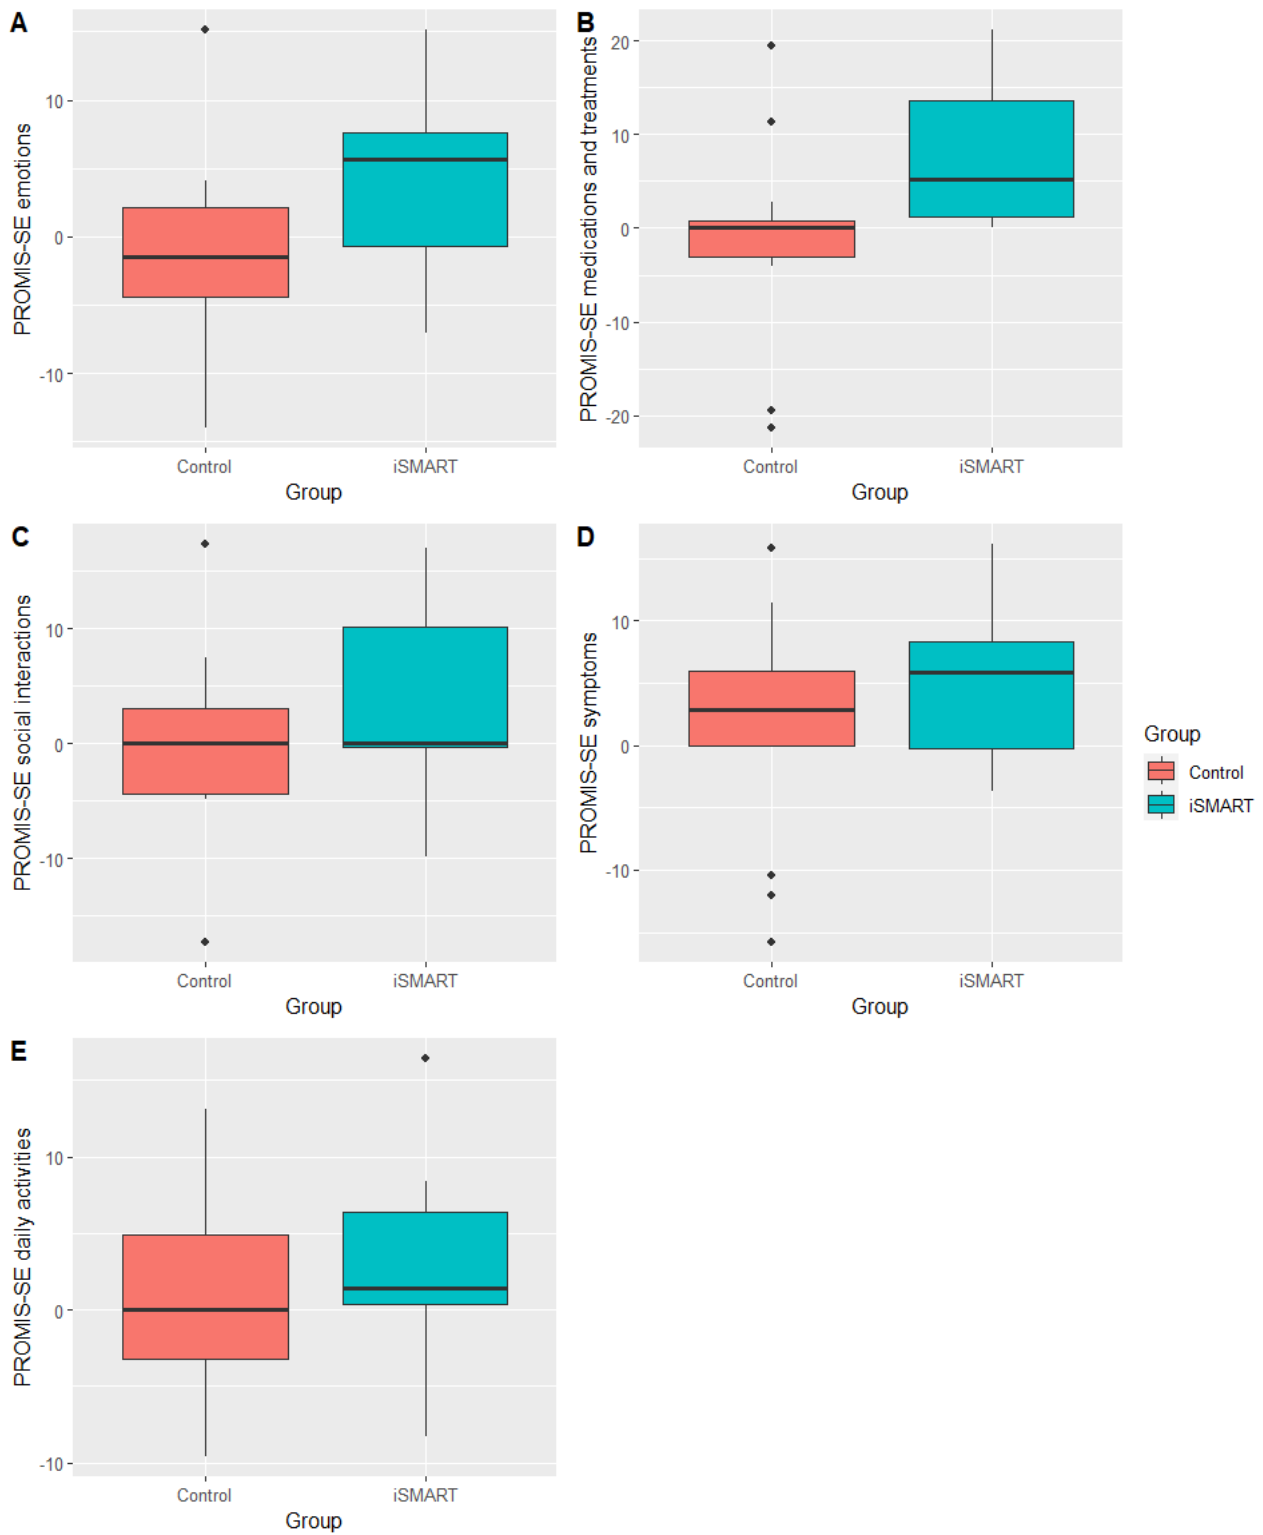 A
PROMIS-SE emotions
10
0
-10
Control
iSMART
Group
B
PROMIS-SE medications and treatments
20
10
0
-10
-20
Control
iSMART
Group
C
PROMIS-SE social interactions
10
0
-10
Control
iSMART
Group
D
PROMIS-SE symptoms
10
0
-10
Control
iSMART
Group
Group
Control
iSMART
E
PROMIS-SE daily activities
10
0
-10
Control
iSMART
Group